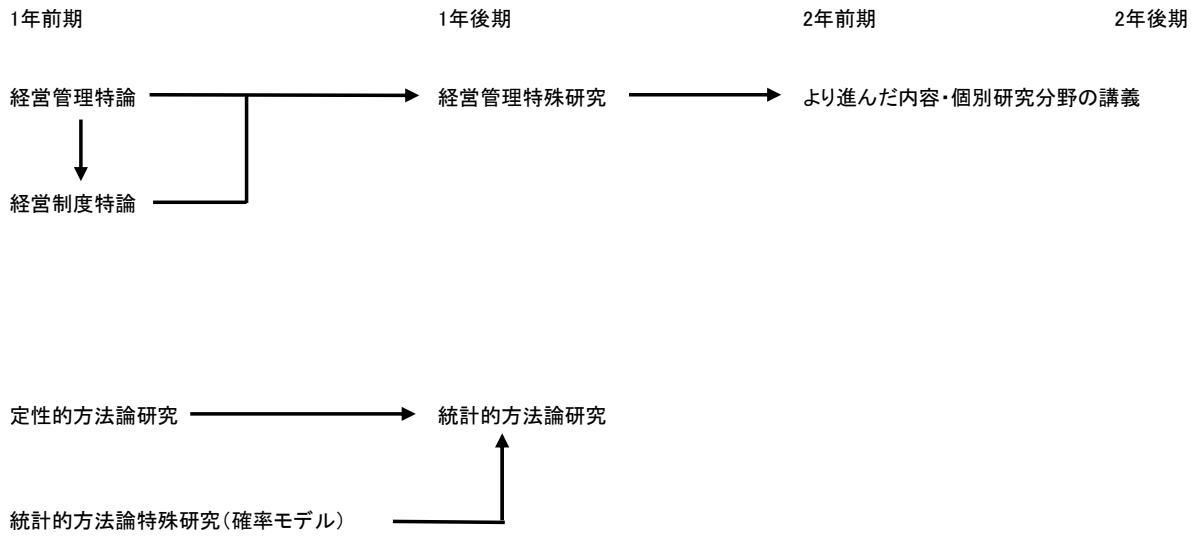 1年前期 1年後期 2年前期 2年後期
経営管理特論 経営管理特殊研究 より進んだ内容・個別研究分野の講義
経営制度特論
定性的方法論研究 統計的方法論研究
統計的方法論特殊研究（確率モデル）